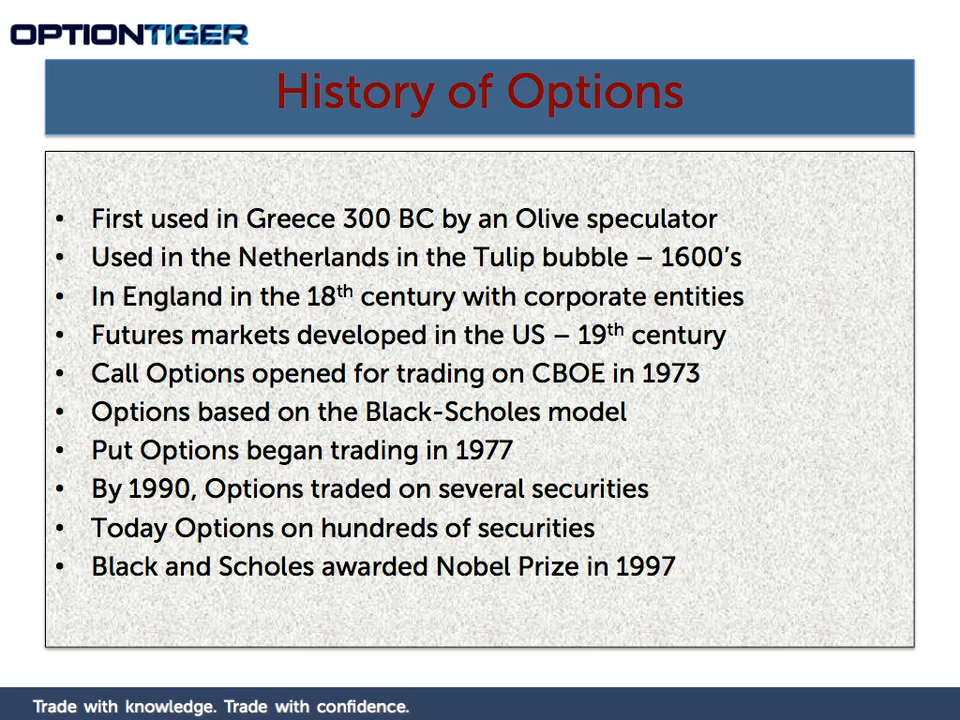 OPTIONTIGER
History of Options
• First used in Greece 300 BC by an Olive speculator
• Used in the Netherlands in the Tulip bubble – 1600’s
• In England in the 18th century with corporate entities
• Futures markets developed in the US – 19th century
• Call Options opened for trading on CBOE in 1973
• Options based on the Black-Scholes model
• Put Options began trading in 1977
• By 1990, Options traded on several securities
• Today Options on hundreds of securities
• Black and Scholes awarded Nobel Prize in 1997
Trade with knowledge. Trade with confidence.